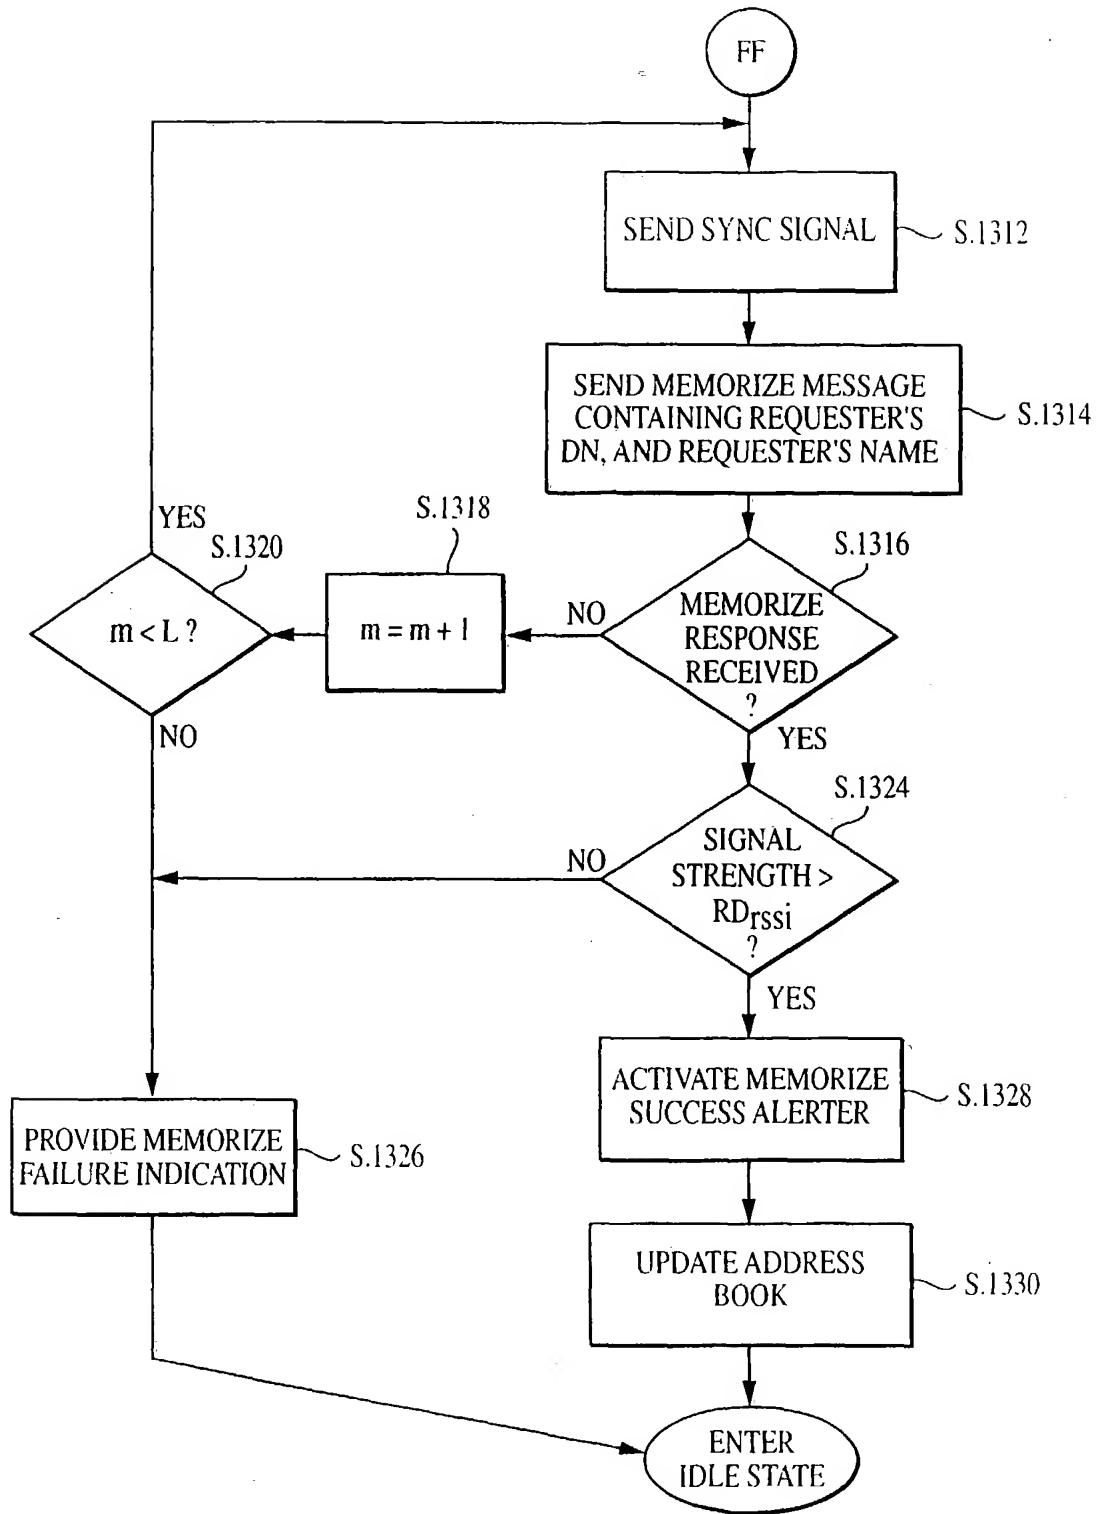 FF
SEND SYNC SIGNAL
S.1312
SEND MEMORIZE MESSAGE
CONTAINING REQUESTER'S
DN, AND REQUESTER'S NAME
S.1314
S.1316
MEMORIZE
RESPONSE
RECEIVED
?
NO
YES
S.1318
m = m + 1
S.1320
m < L ?
YES
NO
S.1324
SIGNAL
STRENGTH >
RDrssi
?
NO
YES
ACTIVATE MEMORIZE
SUCCESS ALERTER
S.1328
PROVIDE MEMORIZE
FAILURE INDICATION
S.1326
UPDATE ADDRESS
BOOK
S.1330
ENTER
IDLE STATE